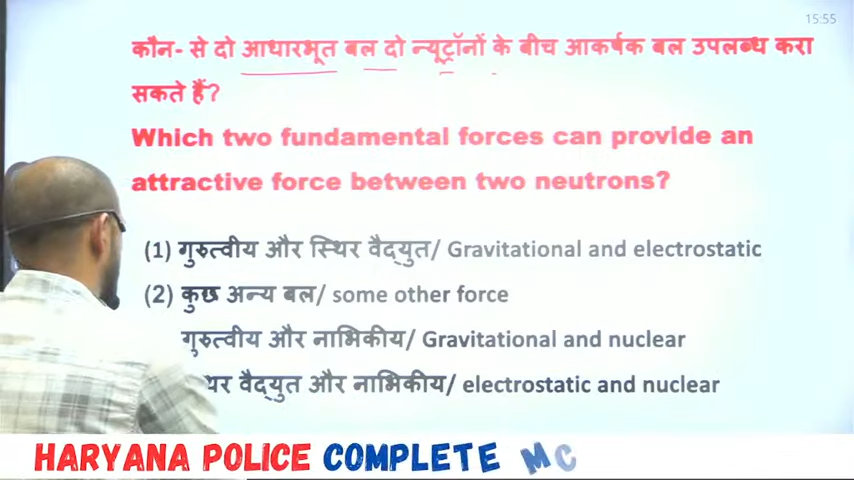 15:55
कौन- से दो आधारभूत बल दो न्यूट्रॉनों के बीच आकर्षक बल उपलब्ध करा
सकते हैं?
Which two fundamental forces can provide an
attractive force between two neutrons?
(1) गुरुत्वीय और स्थिर वैद्युत/ Gravitational and electrostatic
(2) कुछ अन्य बल/ some other force
गुरुत्वीय और नाभिकीय/ Gravitational and nuclear
वैद्युत और नाभिकीय/ electrostatic and nuclear
HARYANA POLICE COMPLETE MC